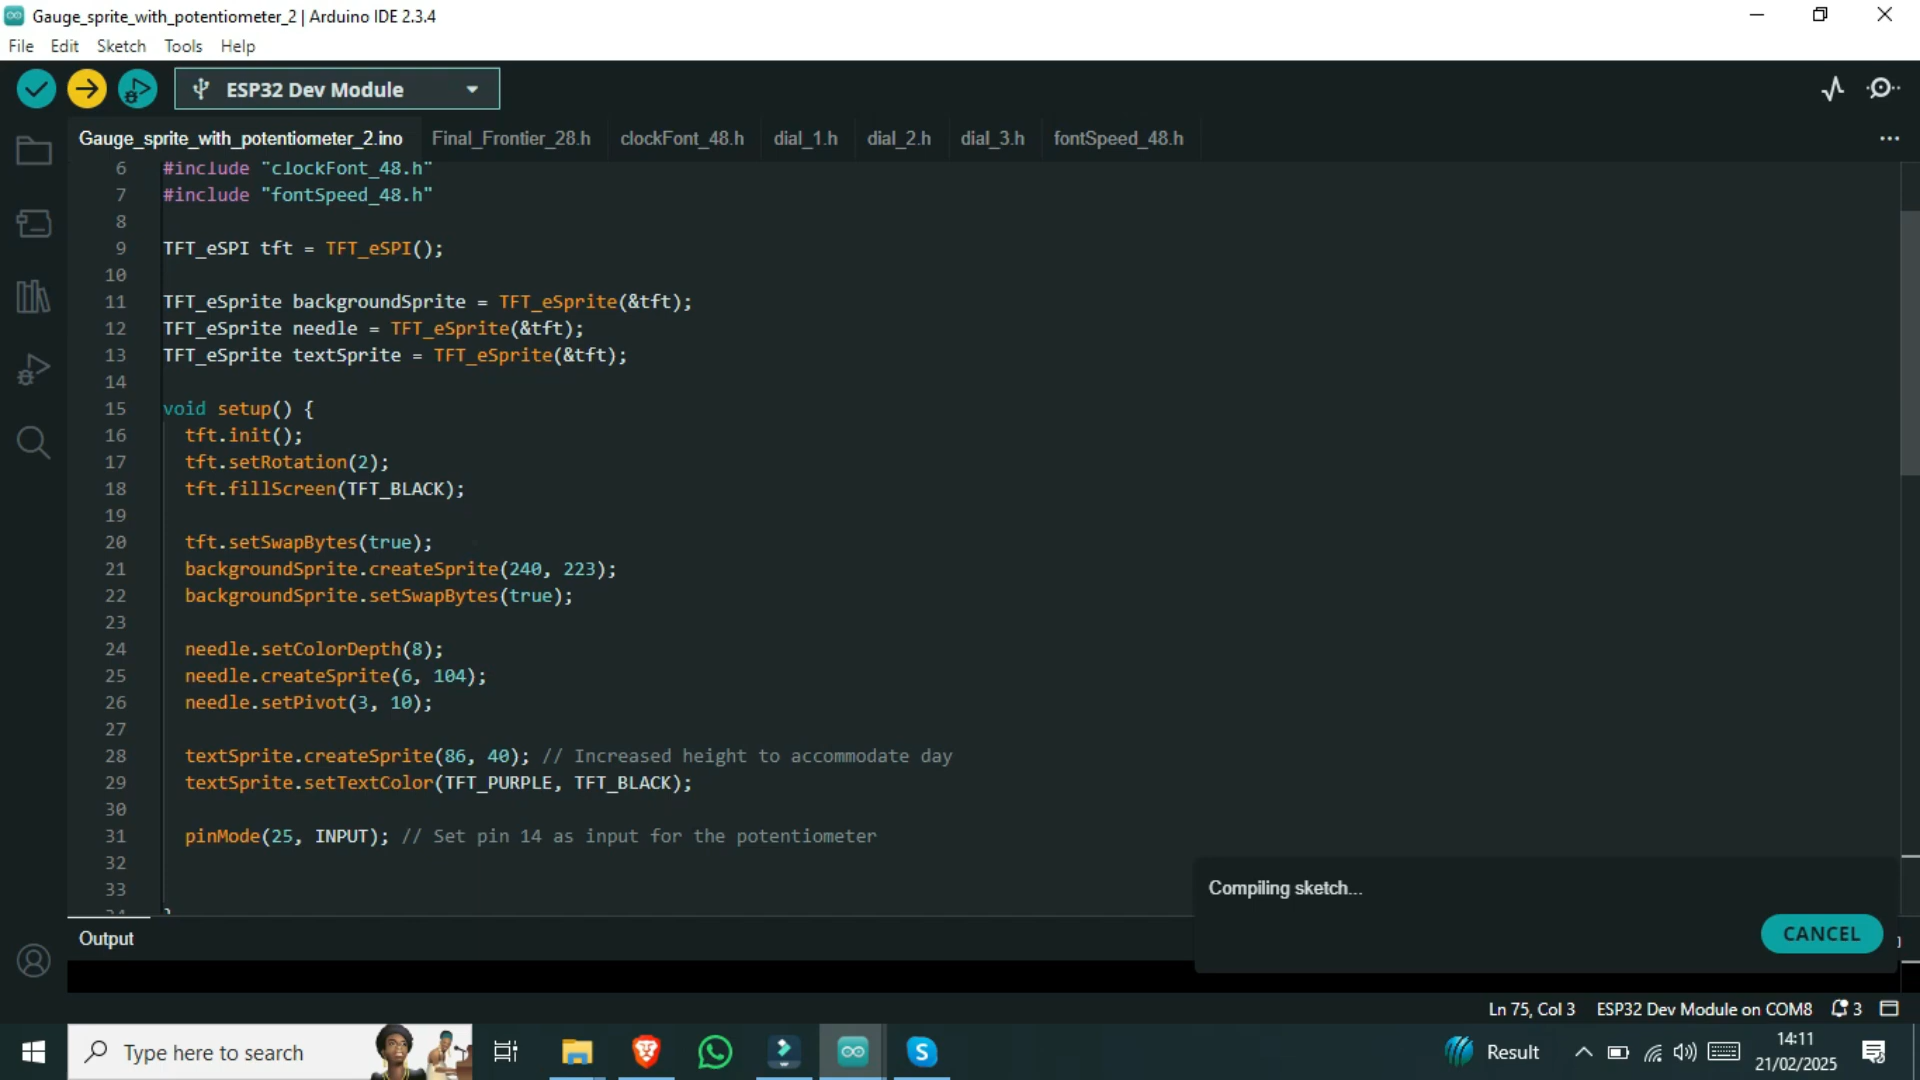 Gauge_sprite_with_potentiometer_2 | Arduino IDE 2.3.4
File Edit Sketch Tools Help
ESP32 Dev Module
Gauge_sprite_with_potentiometer_2.ino Final_Frontier_28.h clockFont_48.h dial_1.h dial_2.h dial_3.h fontSpeed_48.h ...
6 #include "clockFont_48.h"
7 #include "fontSpeed_48.h"
8
9 TFT_eSPI tft = TFT_eSPI();
10
11 TFT_eSprite backgroundSprite = TFT_eSprite(&tft);
12 TFT_eSprite needle = TFT_eSprite(&tft);
13 TFT_eSprite textSprite = TFT_eSprite(&tft);
14
15 void setup() {
16 tft.init();
17 tft.setRotation(2);
18 tft.fillScreen(TFT_BLACK);
19
20 tft.setSwapBytes(true);
21 backgroundSprite.createSprite(240, 223);
22 backgroundSprite.setSwapBytes(true);
23
24 needle.setColorDepth(8);
25 needle.createSprite(6, 104);
26 needle.setPivot(3, 10);
27
28 textSprite.createSprite(86, 40); // Increased height to accommodate day
29 textSprite.setTextColor(TFT_PURPLE, TFT_BLACK);
30
31 pinMode(25, INPUT); // Set pin 14 as input for the potentiometer
32
33
34 }
Compiling sketch...
CANCEL
Output
Ln 75, Col 3 ESP32 Dev Module on COM8 3
Type here to search
Result
14:11
21/02/2025